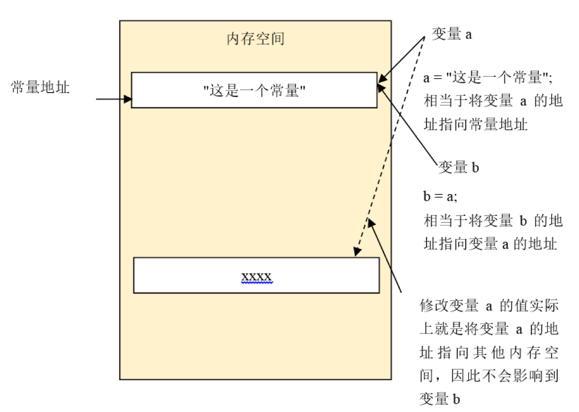 内存空间
变量 a
常量地址
"这是一个常量"
a = "这是一个常量";
相当于将变量 a 的地
址指向常量地址
变量 b
b = a;
相当于将变量 b 的地
址指向变量 a 的地址
xxxx
修改变量 a 的值实际
上就是将变量 a 的地
址指向其他内存空
间，因此不会影响到
变量 b